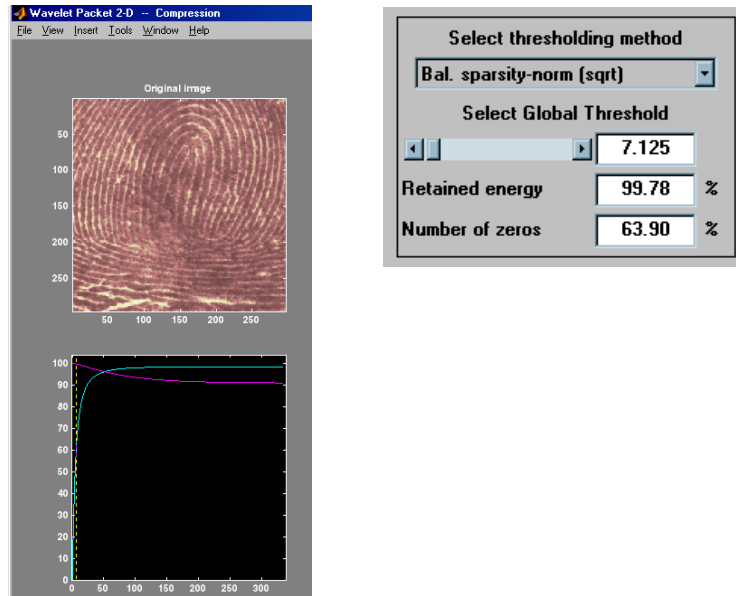 Wavelet Packet 2-D -- Compression
File View Insert Tools Window Help
Original image
50
100
150
200
250
50 100 150 200 250
100
90
80
70
60
50
40
30
20
10
0
0 50 100 150 200 250 300
Select thresholding method
Bal. sparsity-norm (sqrt)
Select Global Threshold
7.125
Retained energy 99.78 %
Number of zeros 63.90 %